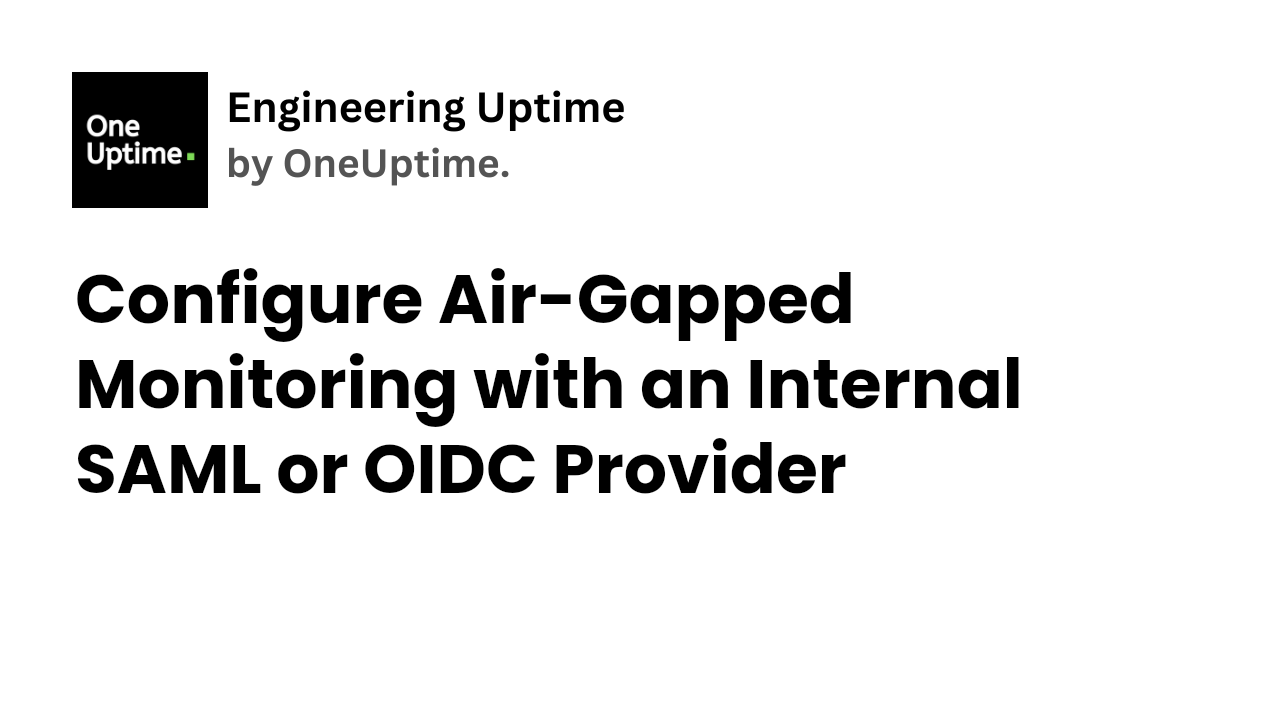 One
Uptime.
Engineering Uptime
by OneUptime.
Configure Air-Gapped
Monitoring with an Internal
SAML or OIDC Provider